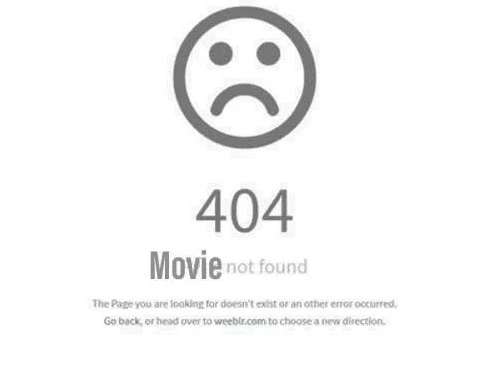 404
Movie not found
The Page you are looking for doesn't exist or an other error occurred.
Go back, or head over to weeblr.com to choose a new direction.